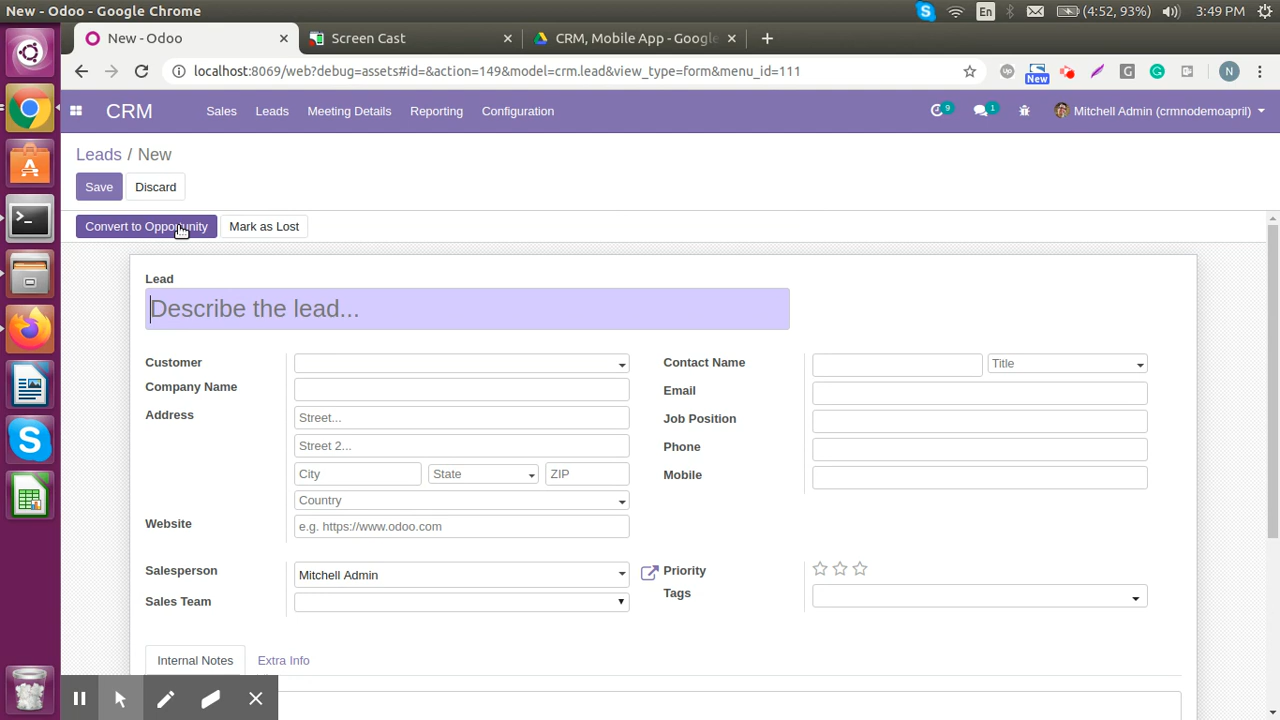 New - Odoo - Google Chrome
En
(4:52, 93%)
3:49 PM
New - Odoo
Screen Cast
CRM, Mobile App - Google
localhost:8069/web?debug=assets#id=&action=149&model=crm.lead&view_type=form&menu_id=111
New
N
CRM Sales Leads Meeting Details Reporting Configuration 9 1 Mitchell Admin (crmnodemoapril)
Leads / New
Save Discard
Convert to Opportunity Mark as Lost
Lead
Describe the lead...
Customer
Contact Name Title
Company Name
Email
Address Street...
Job Position
Street 2...
Phone
City State ZIP
Mobile
Country
Website e.g. https://www.odoo.com
Salesperson Mitchell Admin
Priority
Sales Team
Tags
Internal Notes Extra Info